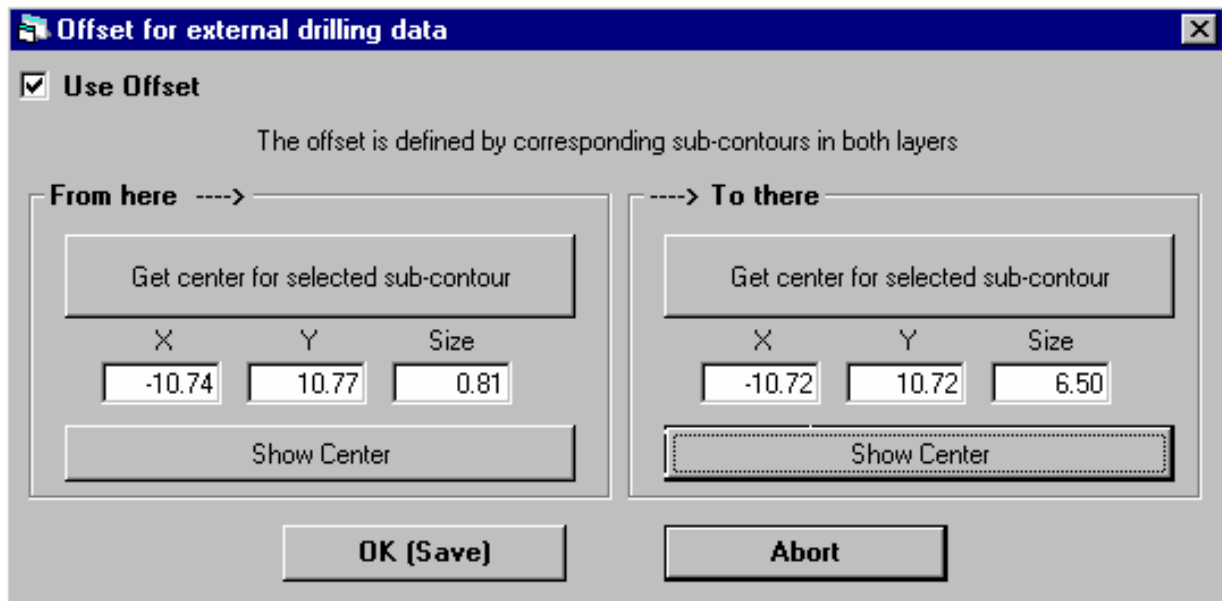 Offset for external drilling data
Use Offset
The offset is defined by corresponding sub-contours in both layers
From here ---->
----> To there
Get center for selected sub-contour
Get center for selected sub-contour
X Y Size
X Y Size
-10.74 10.77 0.81
-10.72 10.72 6.50
Show Center
Show Center
OK (Save)
Abort